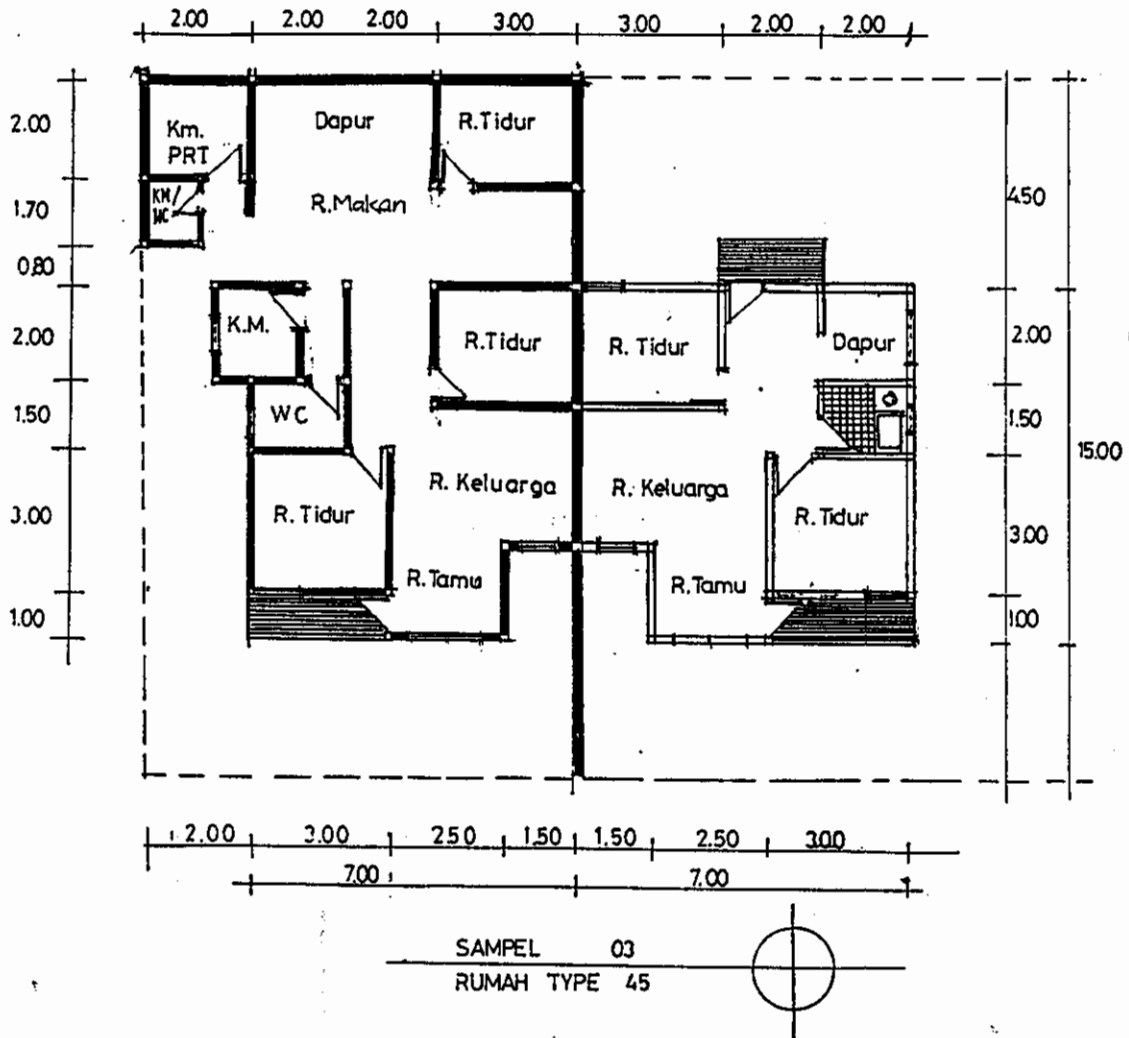 2.00 2.00 2.00 3.00 3.00 2.00 2.00
2.00
1.70
0.80
2.00
1.50
3.00
1.00
Km.
PRT
Dapur
R.Tidur
KM/
WC
R.Makan
K.M.
R.Tidur
R. Tidur
Dapur
WC
R. Tidur
R. Keluarga
R. Keluarga
R. Tidur
R. Tamu
R. Tamu
4.50
2.00
1.50
3.00
1.00
15.00
2.00 3.00 2.50 1.50 1.50 2.50 3.00
7.00 7.00
SAMPEL 03
RUMAH TYPE 45